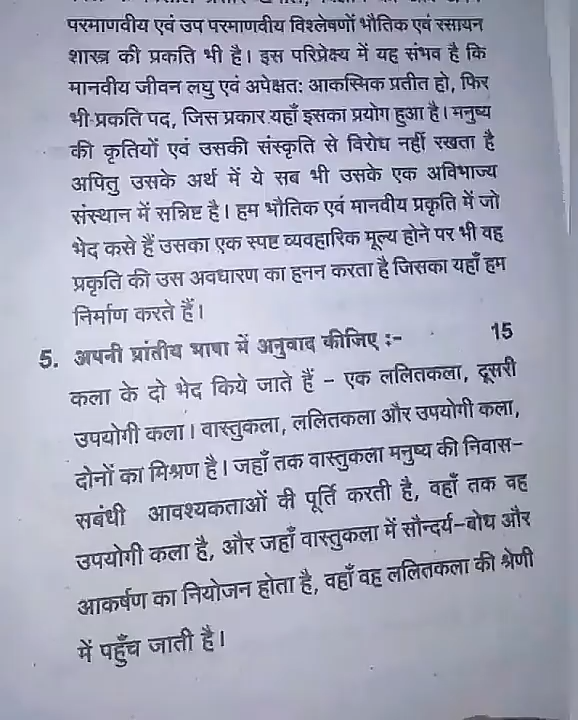 परमाणवीय एवं उप परमाणवीय विश्लेषणों भौतिक एवं रसायन
शास्त्र की प्रकति भी है। इस परिप्रेक्ष्य में यह संभव है कि
मानवीय जीवन लघु एवं अपेक्षत: आकस्मिक प्रतीत हो, फिर
भी प्रकति पद, जिस प्रकार यहाँ इसका प्रयोग हुआ है। मनुष्य
की कृतियों एवं उसकी संस्कृति से विरोध नहीं रखता है
अपितु उसके अर्थ में ये सब भी उसके एक अविभाज्य
संस्थान में सन्निष्ट है। हम भौतिक एवं मानवीय प्रकृति में जो
भेद कसे हैं उसका एक स्पष्ट व्यवहारिक मूल्य होने पर भी वह
प्रकृति की उस अवधारण का हनन करता है जिसका यहाँ हम
निर्माण करते हैं।
5. अपनी प्रांतीय भाषा में अनुवाद कीजिए :- 15
कला के दो भेद किये जाते हैं - एक ललितकला, दूसरी
उपयोगी कला। वास्तुकला, ललितकला और उपयोगी कला,
दोनों का मिश्रण है। जहाँ तक वास्तुकला मनुष्य की निवास-
सबंधी आवश्यकताओं की पूर्ति करती है, वहाँ तक वह
उपयोगी कला है, और जहाँ वास्तुकला में सौन्दर्य-बोध और
आकर्षण का नियोजन होता है, वहाँ वह ललितकला की श्रेणी
में पहुँच जाती है।